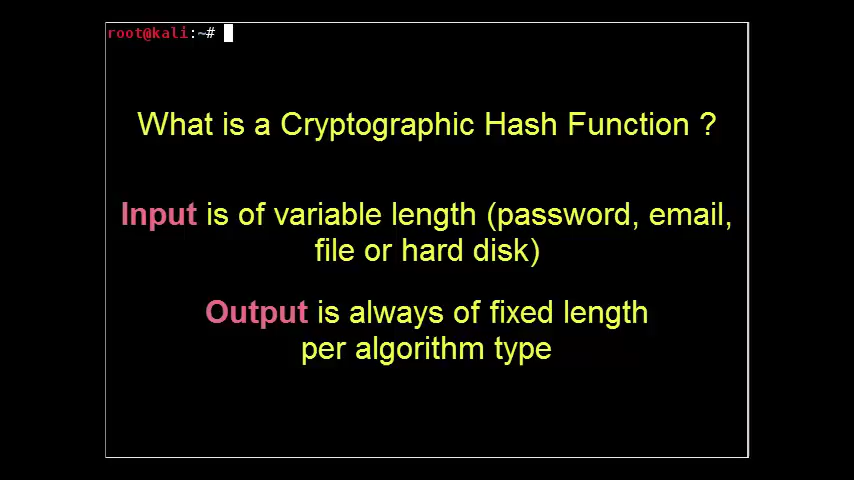 root@kali:~#
What is a Cryptographic Hash Function ?
Input is of variable length (password, email,
file or hard disk)
Output is always of fixed length
per algorithm type